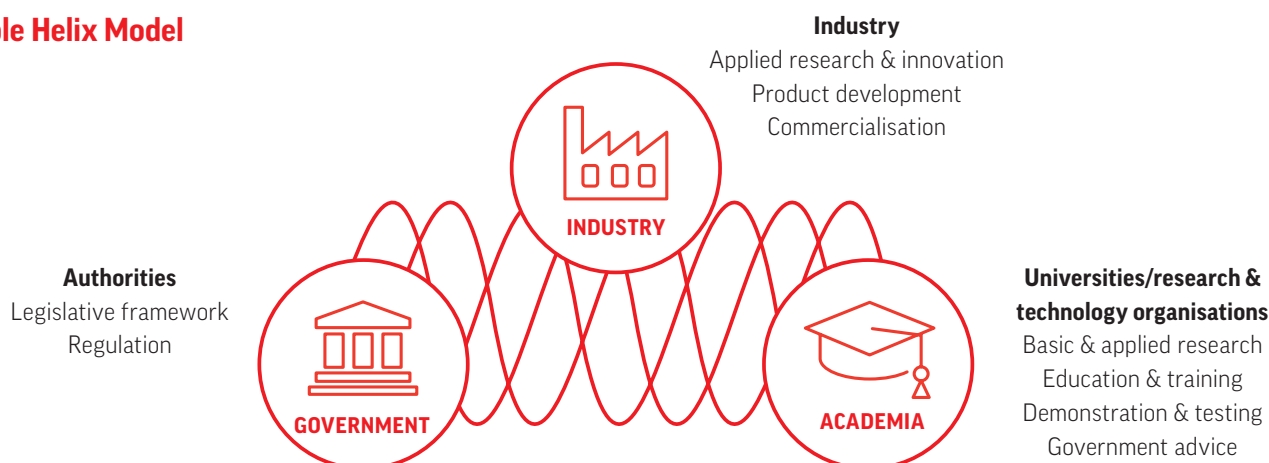 ple Helix Model
Industry
Applied research & innovation
Product development
Commercialisation
INDUSTRY
Authorities
Legislative framework
Regulation
GOVERNMENT
ACADEMIA
Universities/research &
technology organisations
Basic & applied research
Education & training
Demonstration & testing
Government advice